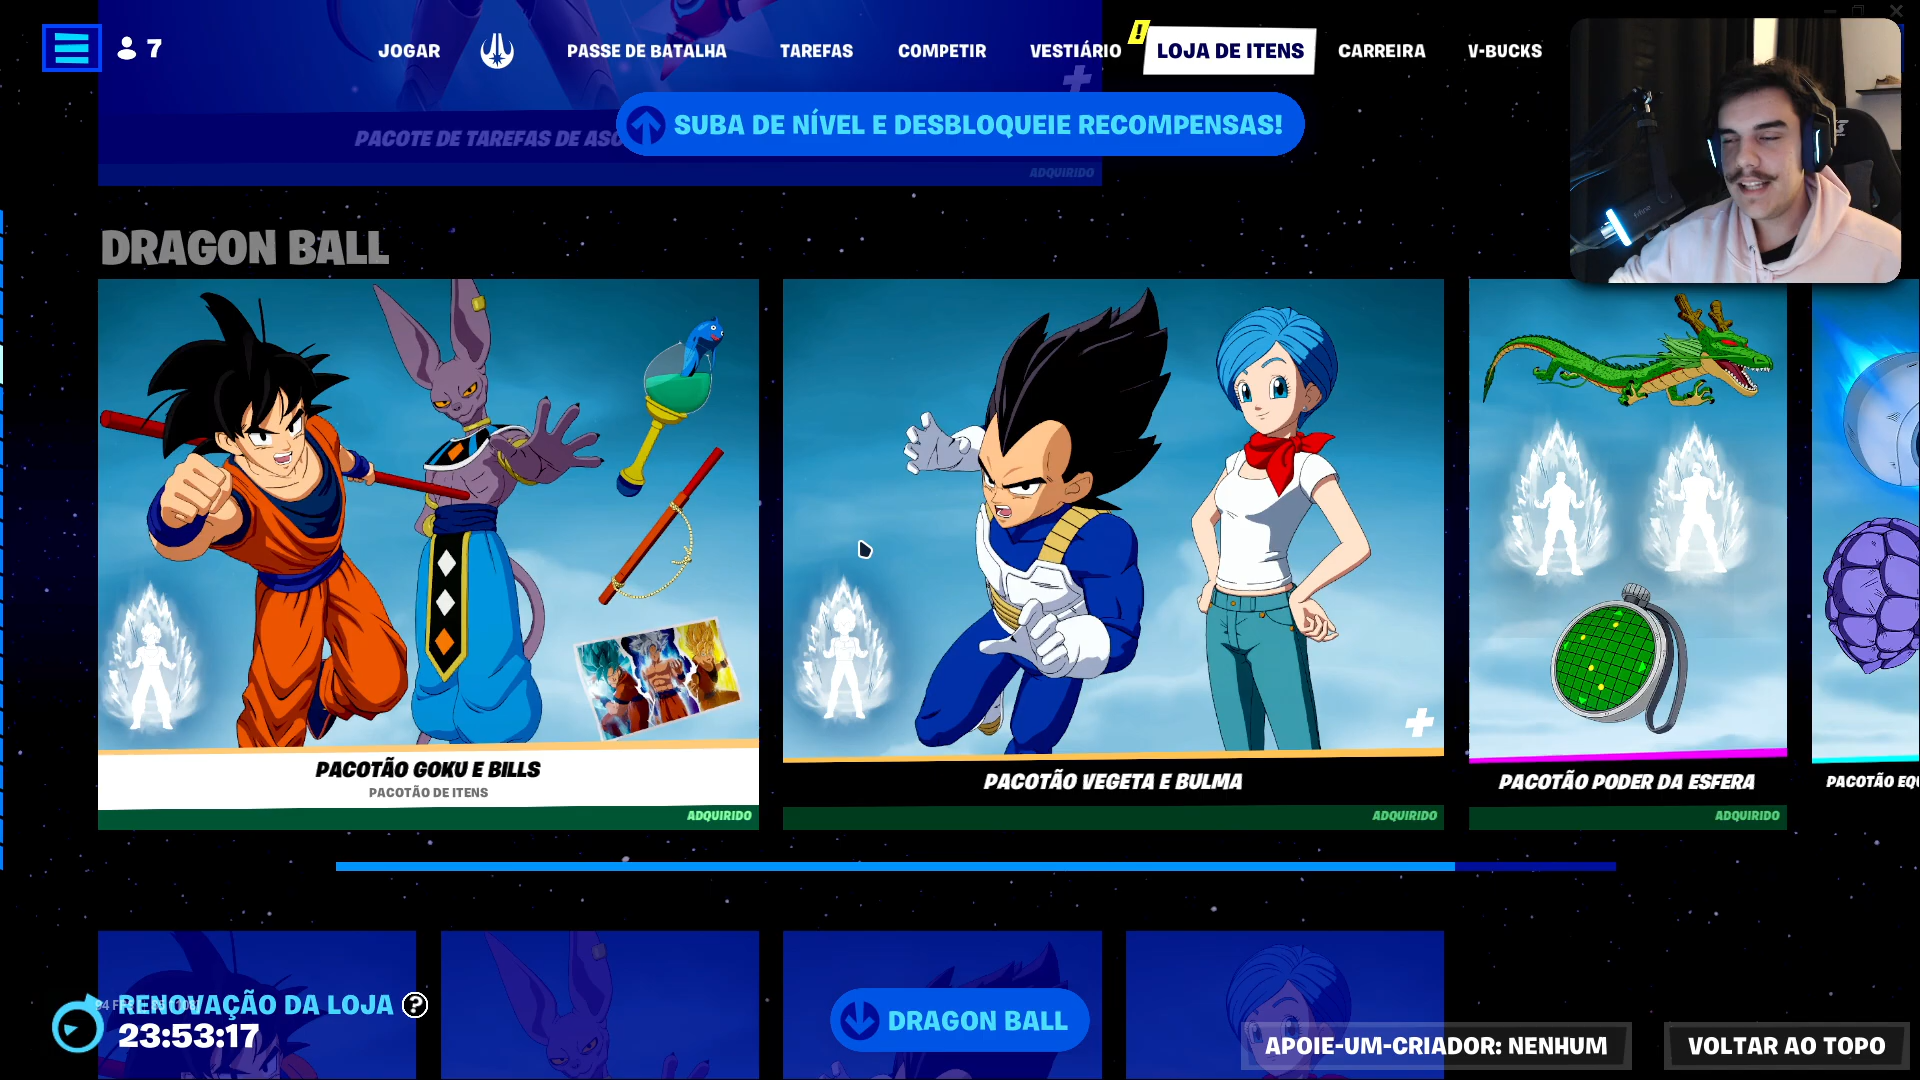 7
JOGAR
PASSE DE BATALHA
TAREFAS
COMPETIR
VESTIÁRIO
!
LOJA DE ITENS
CARREIRA
V-BUCKS
SUBA DE NÍVEL E DESBLOQUEIE RECOMPENSAS!
PACOTE DE TAREFAS DE
ADQUIRIDO
DRAGON BALL
PACOTÃO GOKU E BILLS
PACOTÃO DE ITENS
ADQUIRIDO
PACOTÃO VEGETA E BULMA
ADQUIRIDO
PACOTÃO PODER DA ESFERA
ADQUIRIDO
PACOTÃO
RENOVAÇÃO DA LOJA ?
23:53:17
DRAGON BALL
APOIE-UM-CRIADOR: NENHUM
VOLTAR AO TOPO